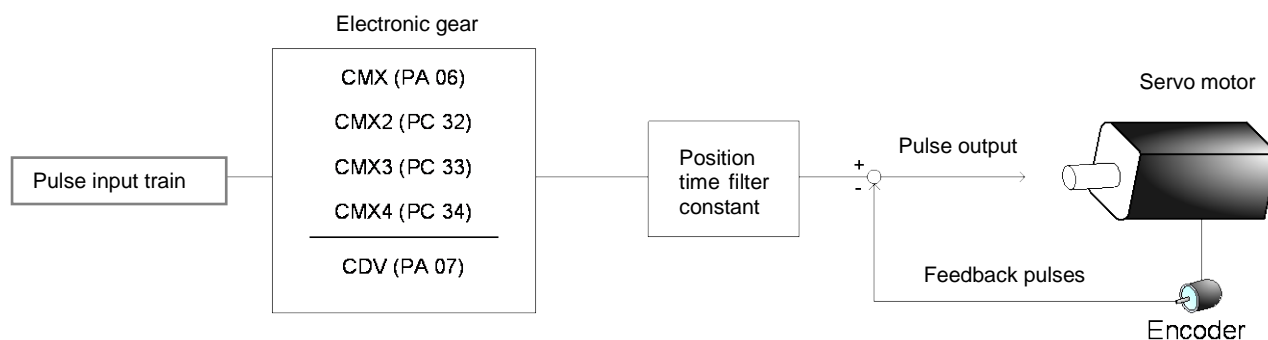 Electronic gear
CMX (PA 06)
CMX2 (PC 32)
CMX3 (PC 33)
CMX4 (PC 34)
CDV (PA 07)
Pulse input train
Position
time filter
constant
+
-
Pulse output
Servo motor
Feedback pulses
Encoder